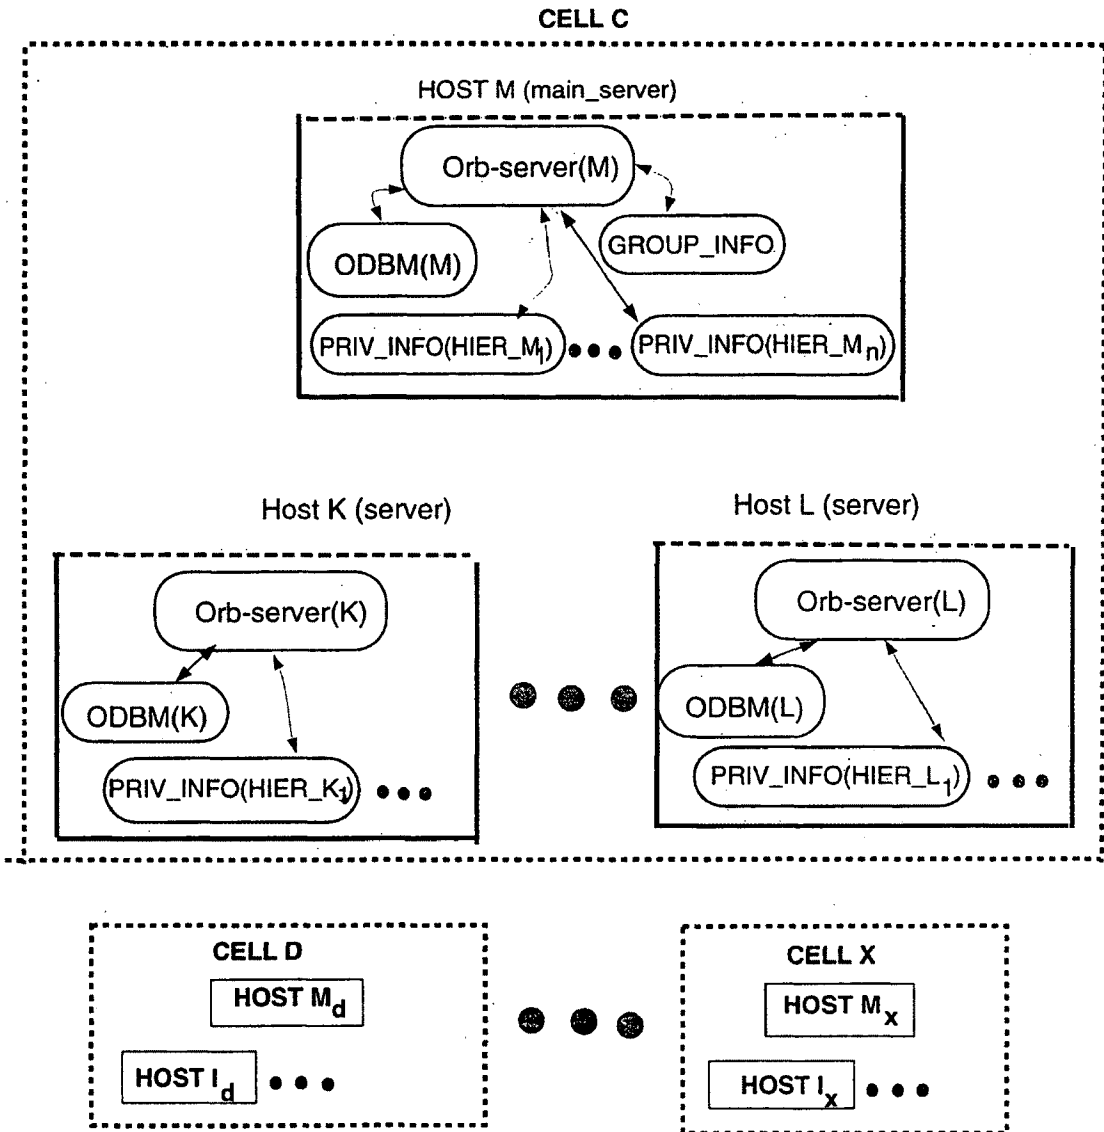 CELL C
HOST M (main_server)
Orb-server(M)
GROUP_INFO
ODBM(M)
PRIV_INFO(HIER_M1) ••• PRIV_INFO(HIER_Mn)
Host K (server)
Host L (server)
Orb-server(K)
Orb-server(L)
ODBM(K)
ODBM(L)
PRIV_INFO(HIER_K1)
PRIV_INFO(HIER_L1)
CELL D
CELL X
HOST Md
HOST Mx
HOST Id
HOST Ix